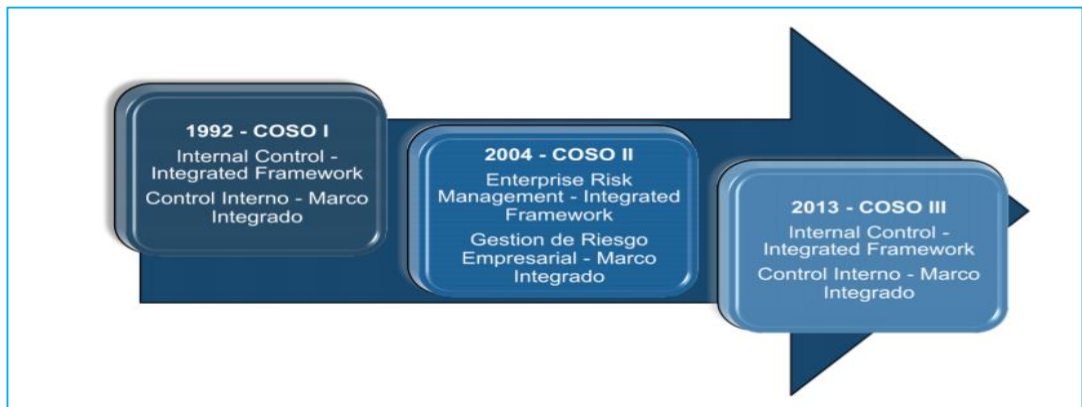 1992 - COSO I
Internal Control -
Integrated Framework
Control Interno - Marco
Integrado
2004 - COSO II
Enterprise Risk
Management - Integrated
Framework
Gestion de Riesgo
Empresarial - Marco
Integrado
2013 - COSO III
Internal Control -
Integrated Framework
Control Interno - Marco
Integrado